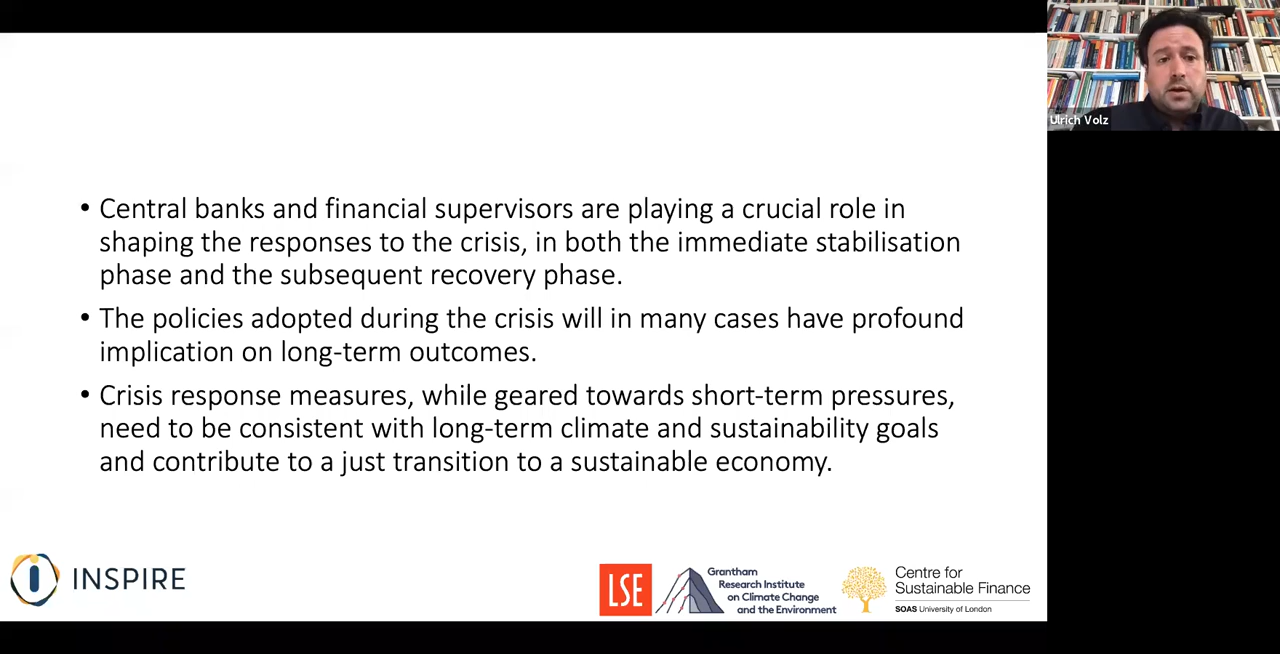 Ulrich Volz
• Central banks and financial supervisors are playing a crucial role in
shaping the responses to the crisis, in both the immediate stabilisation
phase and the subsequent recovery phase.
• The policies adopted during the crisis will in many cases have profound
implication on long-term outcomes.
• Crisis response measures, while geared towards short-term pressures,
need to be consistent with long-term climate and sustainability goals
and contribute to a just transition to a sustainable economy.
INSPIRE
LSE
Grantham
Research Institute
on Climate Change
and the Environment
Centre for
Sustainable Finance
SOAS University of London